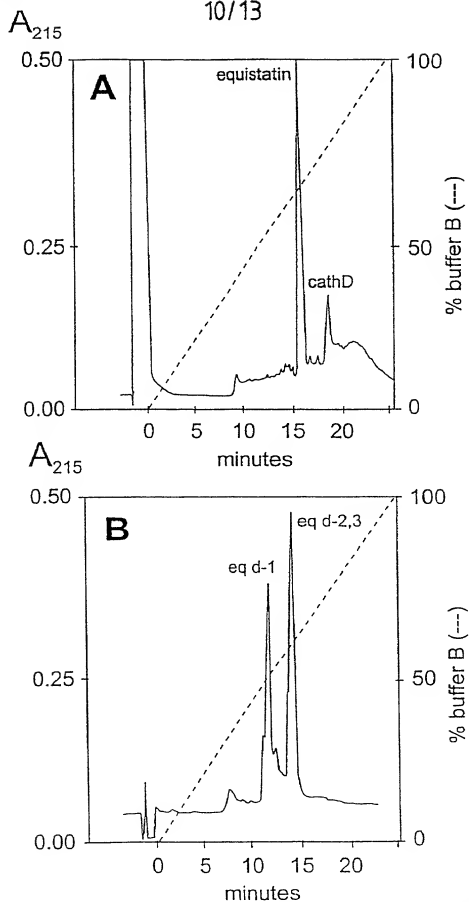 10/13
A215
0.50
100
A
equistatin
0.25
50
% buffer B (---)
cathD
0.00
0
0 5 10 15 20
minutes
A215
0.50
100
B
eq d-2,3
eq d-1
0.25
50
% buffer B (---)
0.00
0
0 5 10 15 20
minutes